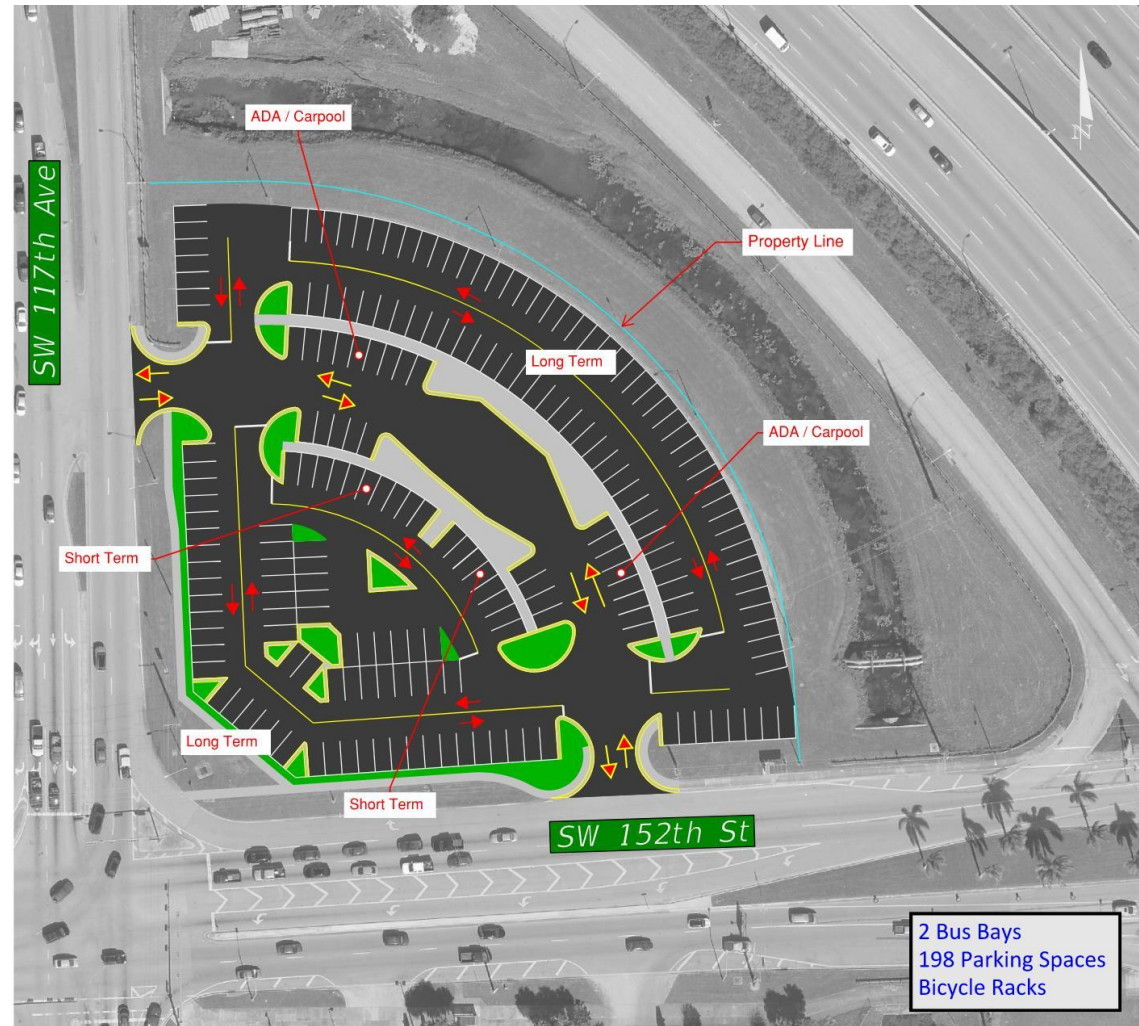 ADA / Carpool
SW 117th Ave
Property Line
Long Term
ADA / Carpool
Short Term
Long Term
Short Term
SW 152th St
2 Bus Bays
198 Parking Spaces
Bicycle Racks
N